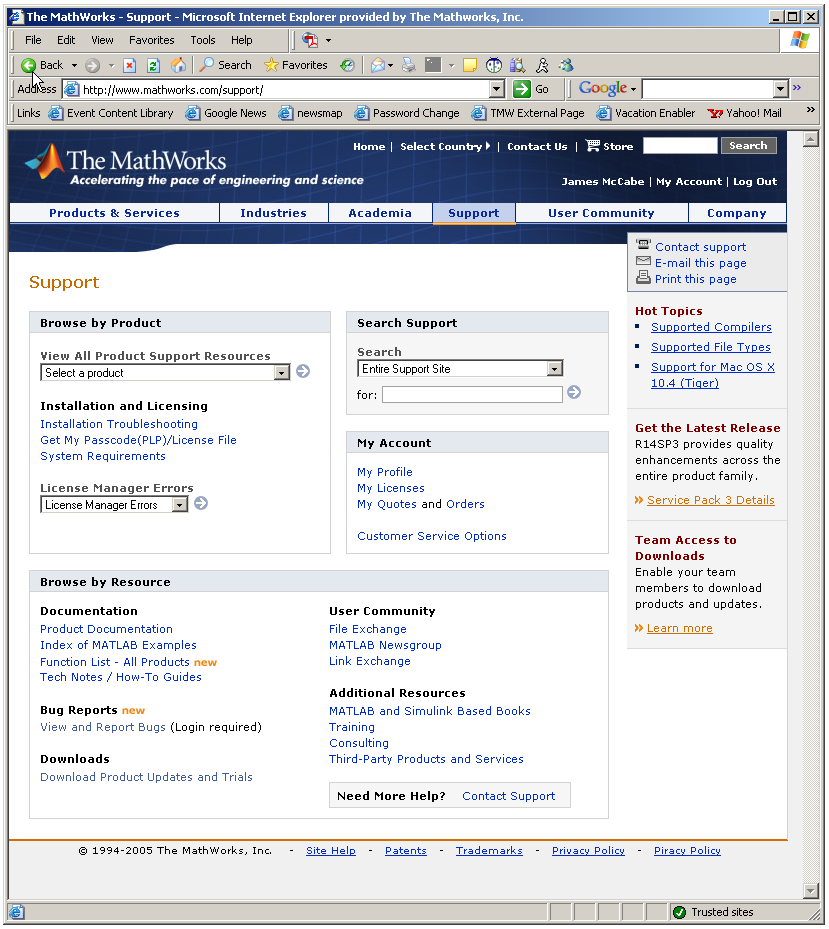 The MathWorks - Support - Microsoft Internet Explorer provided by The Mathworks, Inc.
File Edit View Favorites Tools Help
Back Search Favorites
Address http://www.mathworks.com/support/ Go Google
Links Event Content Library Google News newsmap Password Change TMW External Page Vacation Enabler Yahoo! Mail
Home | Select Country | Contact Us | Store Search
The MathWorks
Accelerating the pace of engineering and science
James McCabe | My Account | Log Out
Products & Services Industries Academia Support User Community Company
Contact support
E-mail this page
Print this page
Support
Browse by Product
View All Product Support Resources
Select a product
Installation and Licensing
Installation Troubleshooting
Get My Passcode(PLP)/License File
System Requirements
License Manager Errors
License Manager Errors
Search Support
Search
Entire Support Site
for:
My Account
My Profile
My Licenses
My Quotes and Orders
Customer Service Options
Hot Topics
Supported Compilers
Supported File Types
Support for Mac OS X
10.4 (Tiger)
Get the Latest Release
R14SP3 provides quality
enhancements across the
entire product family.
» Service Pack 3 Details
Team Access to
Downloads
Enable your team
members to download
products and updates.
» Learn more
Browse by Resource
Documentation
Product Documentation
Index of MATLAB Examples
Function List - All Products new
Tech Notes / How-To Guides
Bug Reports new
View and Report Bugs (Login required)
Downloads
Download Product Updates and Trials
User Community
File Exchange
MATLAB Newsgroup
Link Exchange
Additional Resources
MATLAB and Simulink Based Books
Training
Consulting
Third-Party Products and Services
Need More Help? Contact Support
© 1994-2005 The MathWorks, Inc. - Site Help - Patents - Trademarks - Privacy Policy - Piracy Policy
Trusted sites